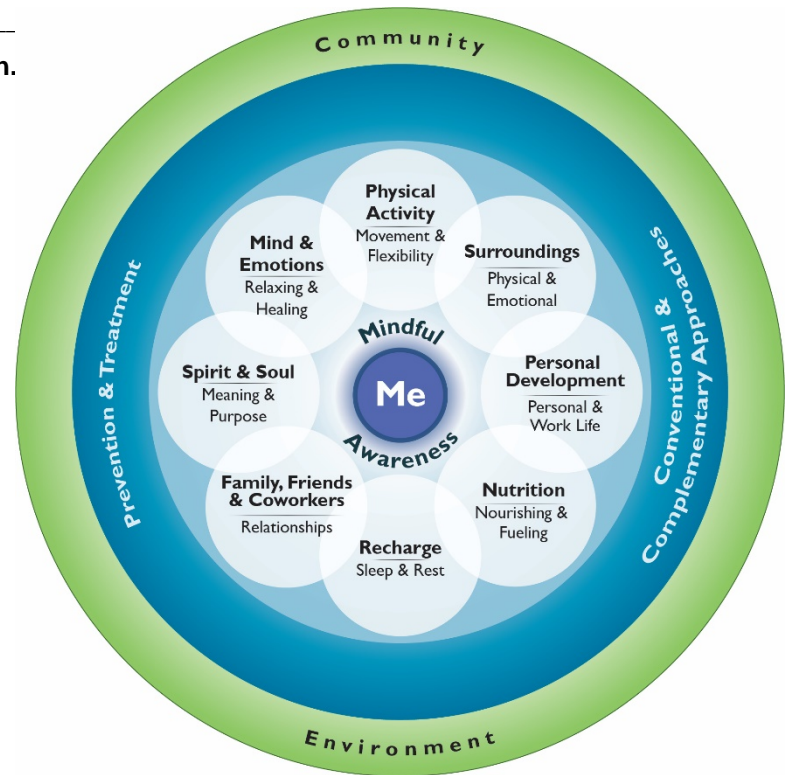 n.
Community
Prevention & Treatment
Conventional &
Complementary Approaches
Physical
Activity
Movement &
Flexibility
Surroundings
Physical &
Emotional
Personal
Development
Personal &
Work Life
Nutrition
Nourishing &
Fueling
Recharge
Sleep & Rest
Family, Friends
& Coworkers
Relationships
Spirit & Soul
Meaning &
Purpose
Mind &
Emotions
Relaxing &
Healing
Mindful
Me
Awareness
Environment